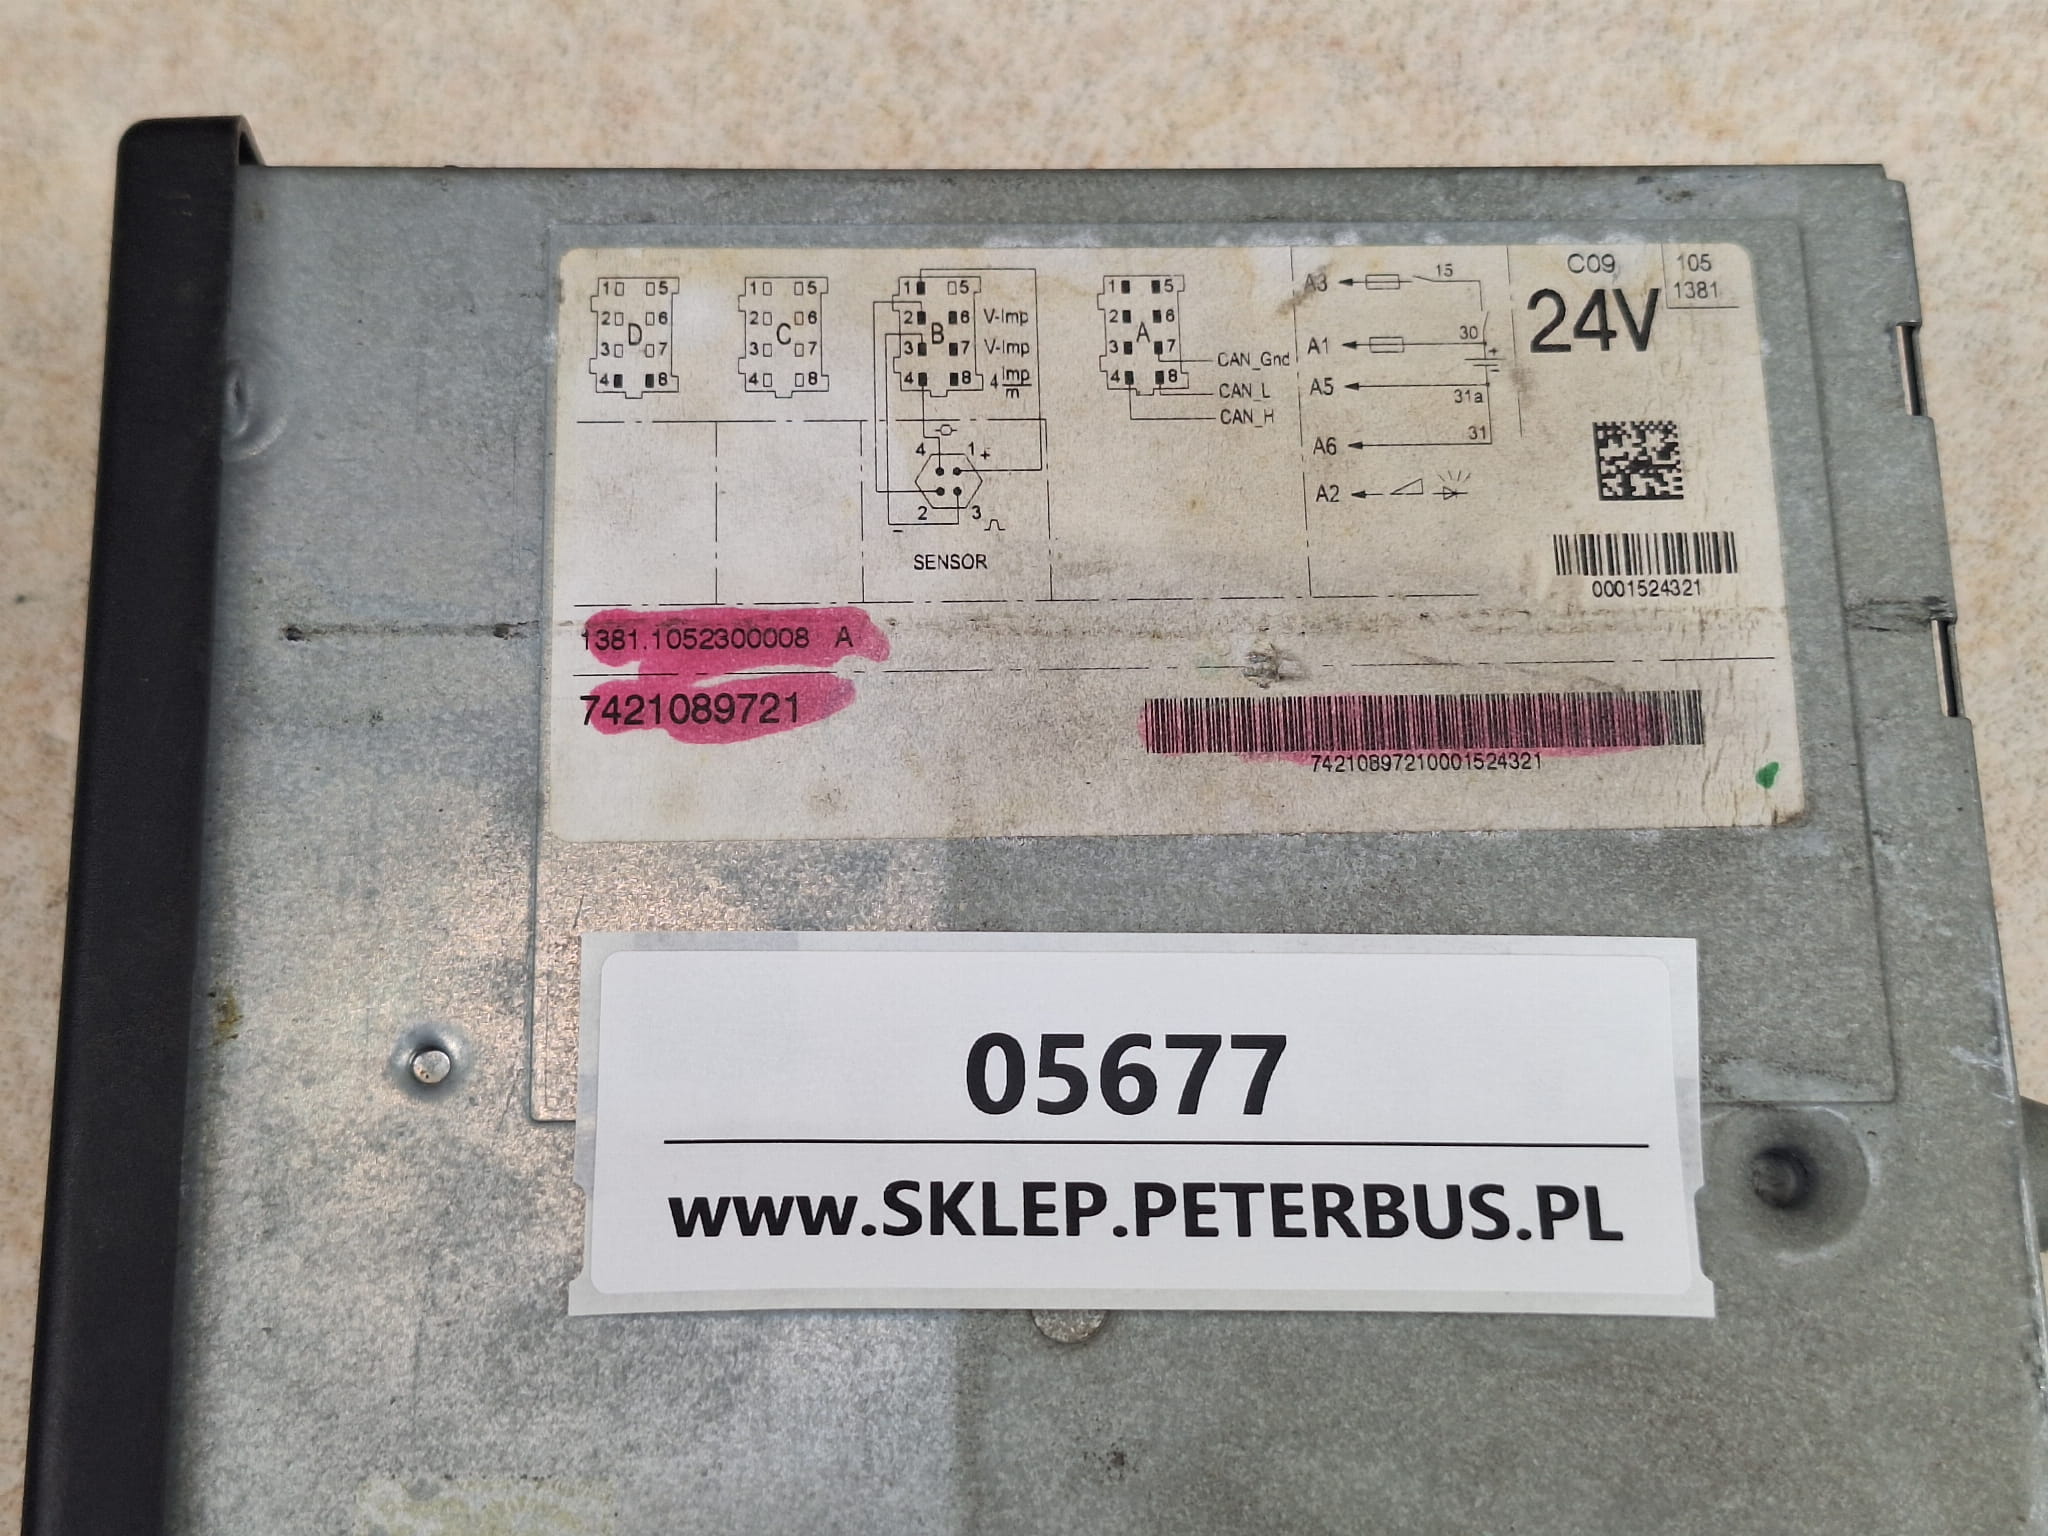 1 5 1 5 1 5 1 5
2 6 2 6 2 6 V-Imp 2 6
D C B A
3 7 3 7 3 7 V-Imp 3 7 CAN_Gnd
4 8 4 8 4 8 4 Imp/m 4 8 CAN_L
CAN_H
4 1 +
2 3
-
SENSOR
A3 15
A1 30
+
-
A5 31a
A6 31
A2
C09
24V
105
1381
0001524321
1381.1052300008 A
7421089721
74210897210001524321
05677
www.SKLEP.PETERBUS.PL